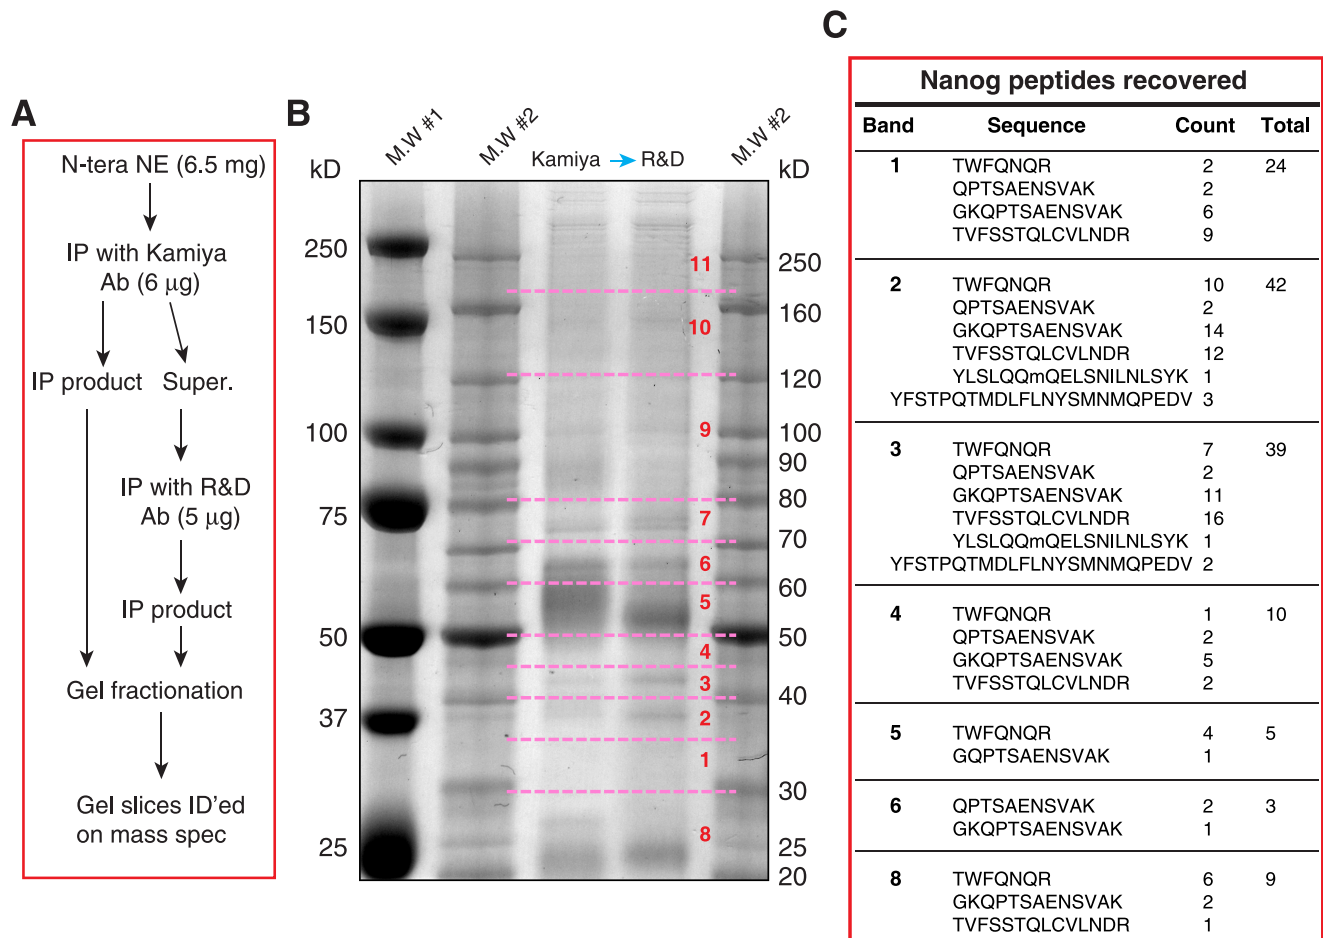 A
N-tera NE (6.5 mg)
IP with Kamiya
Ab (6 µg)
IP product
Super.
IP with R&D
Ab (5 µg)
IP product
Gel fractionation
Gel slices ID'ed
on mass spec
B
M.W #1
M.W #2
Kamiya
R&D
M.W #2
kD
250
150
100
75
50
37
25
kD
250
160
120
100
90
80
70
60
50
40
30
25
20
11
10
9
7
6
5
4
3
2
1
8
C
Nanog peptides recovered
Band Sequence Count Total
1 TWFQNQR 2 24
QPTSAENSVAK 2
GKQPTSAENSVAK 6
TVFSSTQLCVLNDR 9
2 TWFQNQR 10 42
QPTSAENSVAK 2
GKQPTSAENSVAK 14
TVFSSTQLCVLNDR 12
YLSLQQmQELSNILNLSYK 1
YFSTPQTMDLFLNYSMNMQPEDV 3
3 TWFQNQR 7 39
QPTSAENSVAK 2
GKQPTSAENSVAK 11
TVFSSTQLCVLNDR 16
YLSLQQmQELSNILNLSYK 1
YFSTPQTMDLFLNYSMNMQPEDV 2
4 TWFQNQR 1 10
QPTSAENSVAK 2
GKQPTSAENSVAK 5
TVFSSTQLCVLNDR 2
5 TWFQNQR 4 5
GQPTSAENSVAK 1
6 QPTSAENSVAK 2 3
GKQPTSAENSVAK 1
8 TWFQNQR 6 9
GKQPTSAENSVAK 2
TVFSSTQLCVLNDR 1